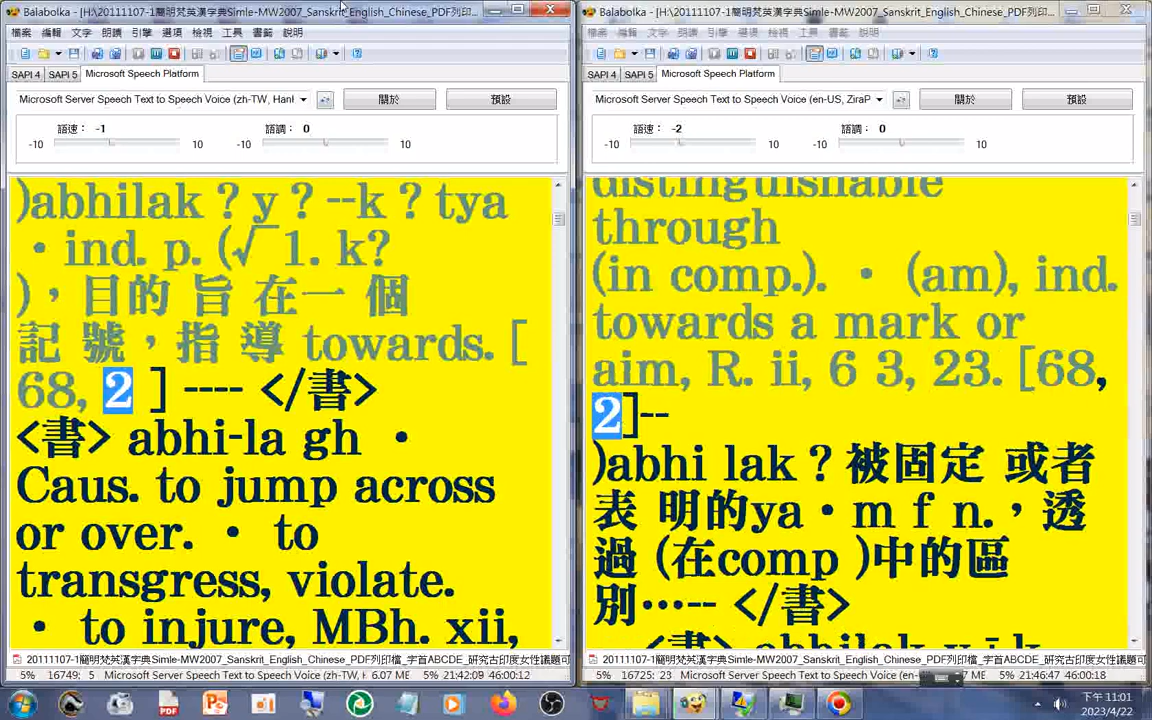 Balabolka - [H:\20111107-1簡明梵英漢字典Simle-MW2007_Sanskrit_English_Chinese_PDF列印...
檔案 編輯 文字 朗讀 引擎 選項 檢視 工具 書籤 說明
SAPI 4 SAPI 5 Microsoft Speech Platform
Microsoft Server Speech Text to Speech Voice (zh-TW, Hanl
關於 預設
語速： -1 語調： 0
-10 10 -10 10
)abhilak ? y ? --k ? tya
• ind. p. (√ 1. k?
)，目的 旨 在一 個
記 號，指 導 towards. [
68, 2 ] ---- </書>
<書> abhi-la gh •
Caus. to jump across
or over. • to
transgress, violate.
• to injure, MBh. xii,
20111107-1簡明梵英漢字典Simle-MW2007_Sanskrit_English_Chinese_PDF列印檔_字首ABCDE_研究古印度女性議題可
5% 16749: 5 Microsoft Server Speech Text to Speech Voice (zh-TW, H 6.07 ME 5% 21:42:09 46:00:12
Balabolka - [H:\20111107-1簡明梵英漢字典Simle-MW2007_Sanskrit_English_Chinese_PDF列印...
檔案 編輯 文字 朗讀 引擎 選項 檢視 工具 書籤 說明
SAPI 4 SAPI 5 Microsoft Speech Platform
Microsoft Server Speech Text to Speech Voice (en-US, ZiraP
關於 預設
語速： -2 語調： 0
-10 10 -10 10
distinguishable
through
(in comp.). • (am), ind.
towards a mark or
aim, R. ii, 6 3, 23. [68,
2]--
)abhi lak ? 被固定 或者
表 明的ya • m f n.，透
過 (在comp )中的區
別…-- </書>
<書> abhilak
20111107-1簡明梵英漢字典Simle-MW2007_Sanskrit_English_Chinese_PDF列印檔_字首ABCDE_研究古印度女性議題可
5% 16725: 23 Microsoft Server Speech Text to Speech Voice (en-u 7 ME 5% 21:46:47 46:00:18
下午 11:01
2023/4/22